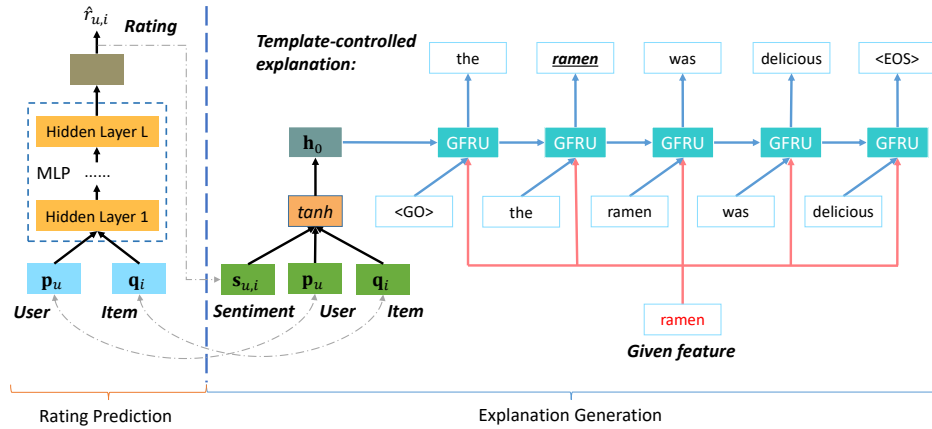 r̂u,i
Rating
Hidden Layer L
MLP ......
Hidden Layer 1
pu qi
User Item
Rating Prediction
Template-controlled
explanation:
the ramen was delicious <EOS>
h0 GFRU GFRU GFRU GFRU GFRU
<GO> the ramen was delicious
tanh
su,i pu qi
Sentiment User Item
ramen
Given feature
Explanation Generation